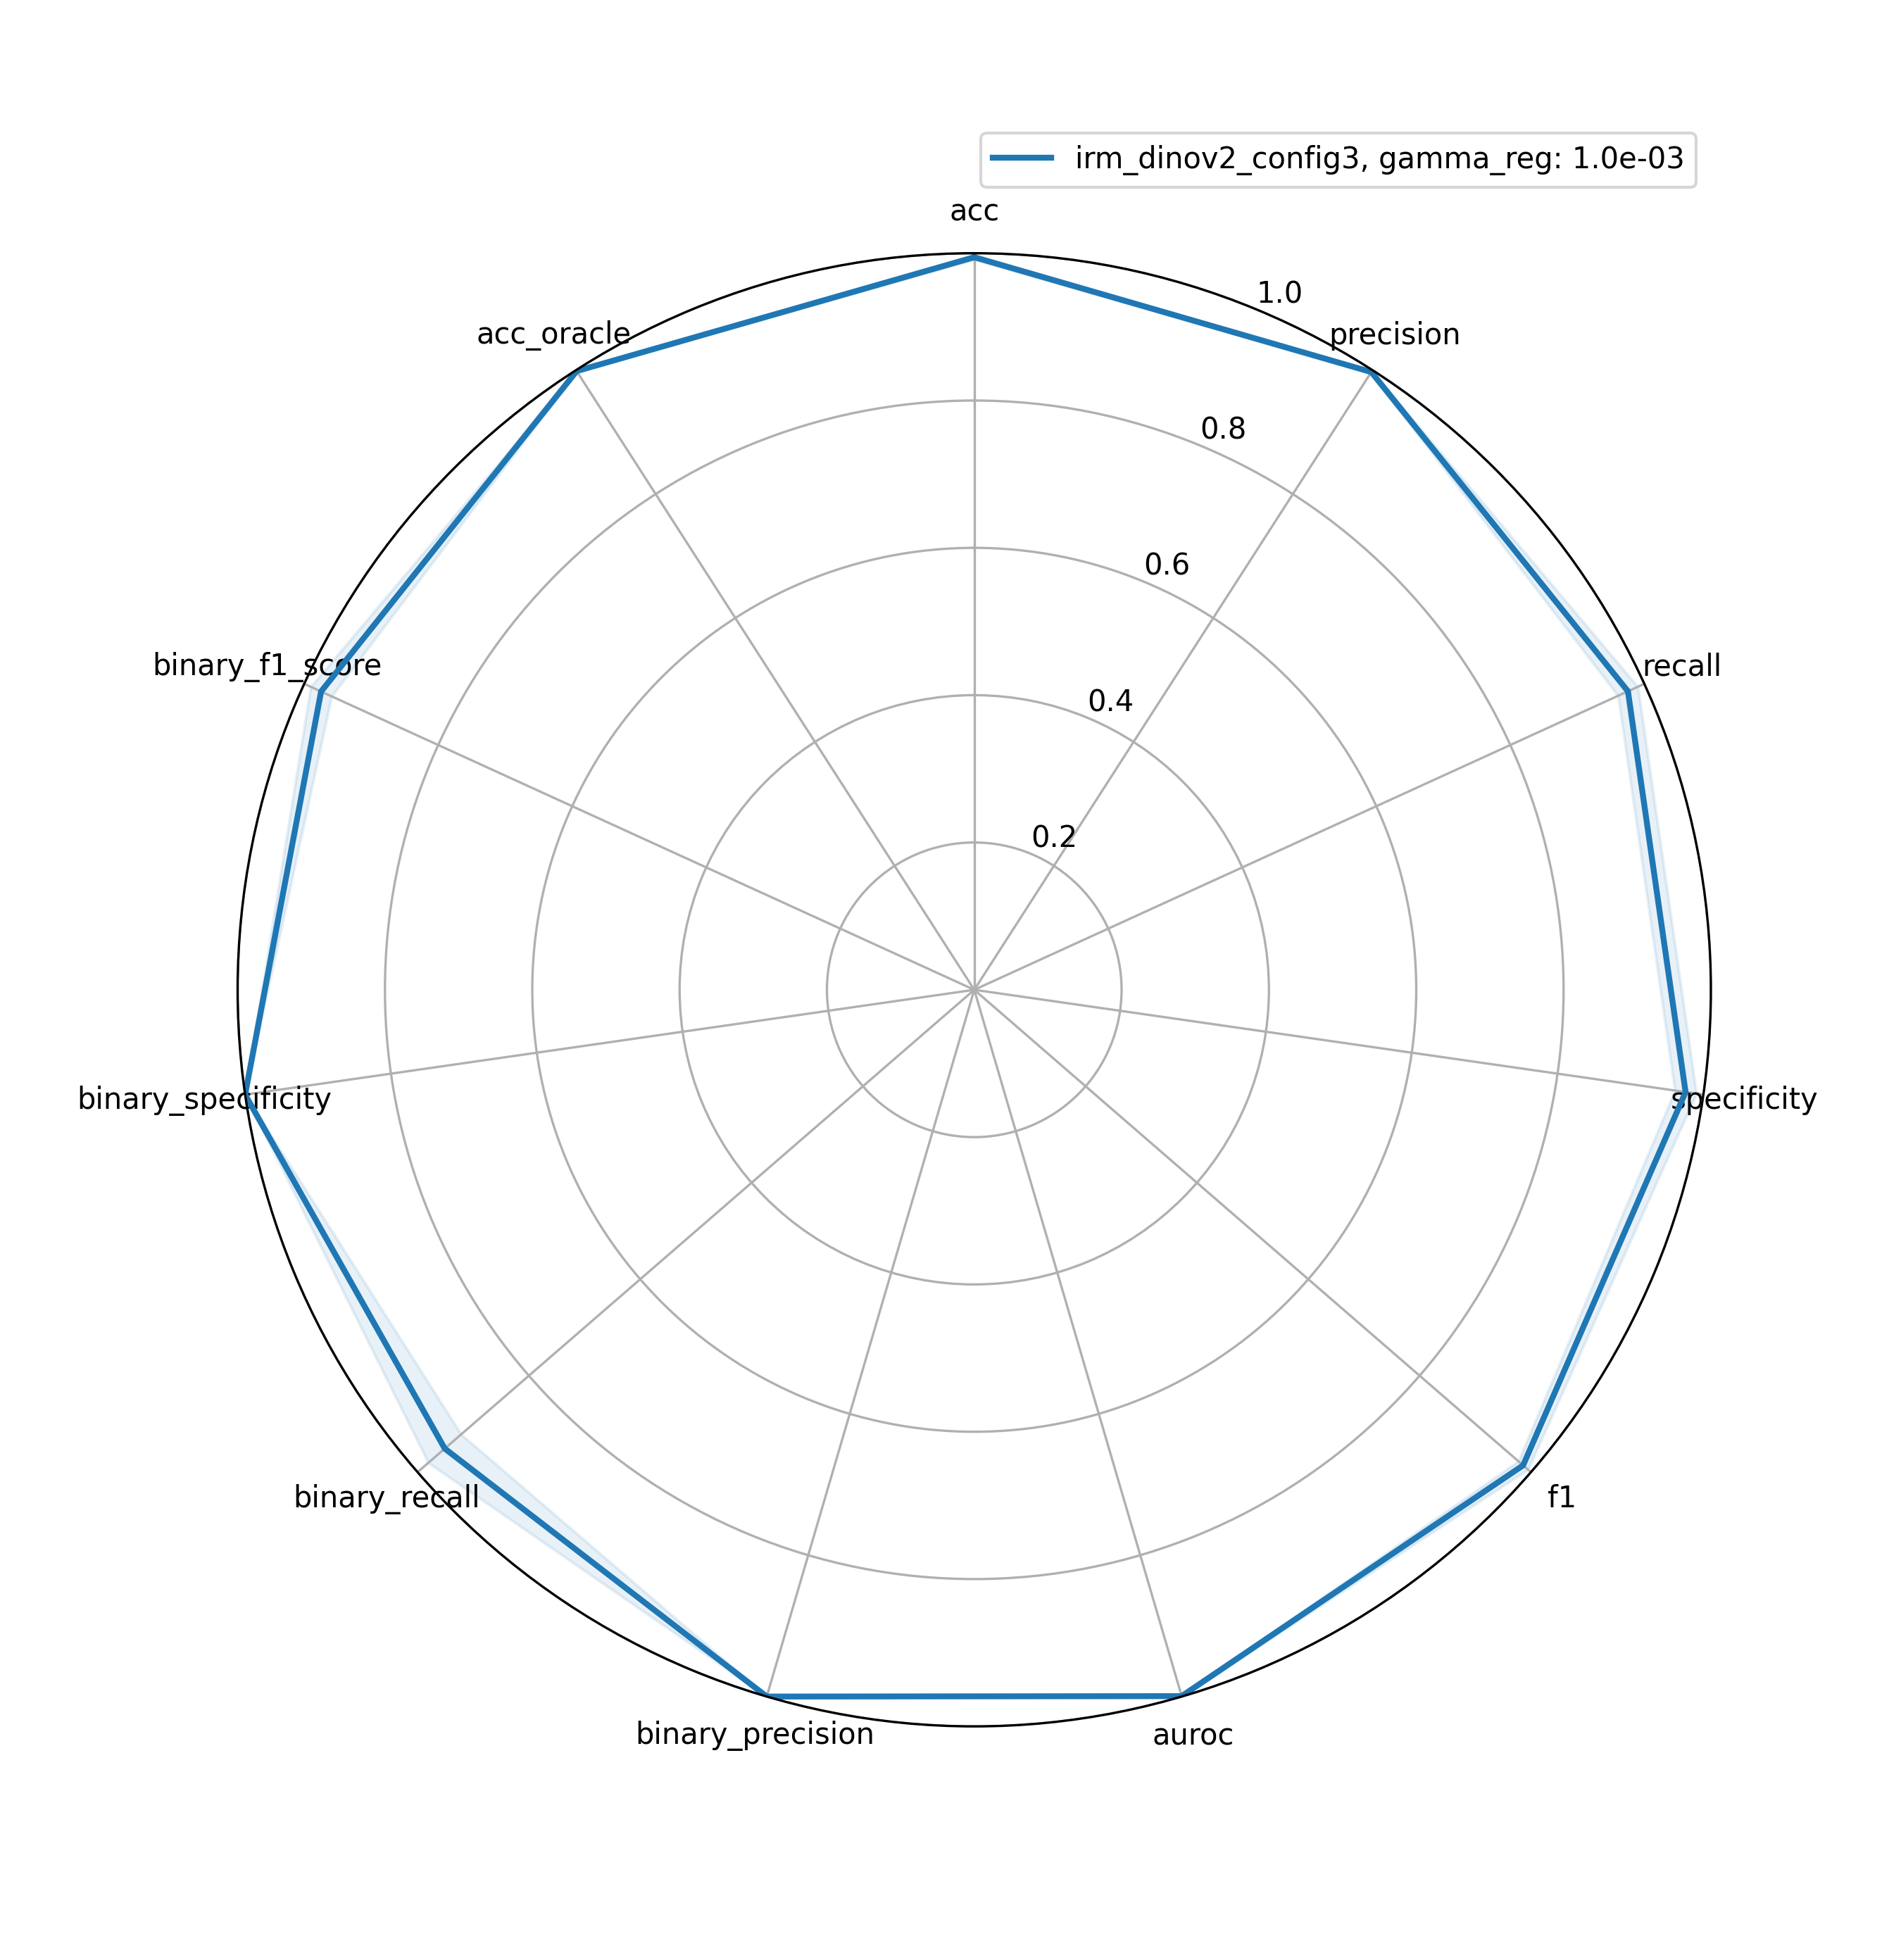 irm_dinov2_config3, gamma_reg: 1.0e-03
acc
1.0
acc_oracle
precision
0.8
0.6
binary_f1_score
recall
0.4
0.2
binary_specificity
specificity
binary_recall
f1
binary_precision
auroc